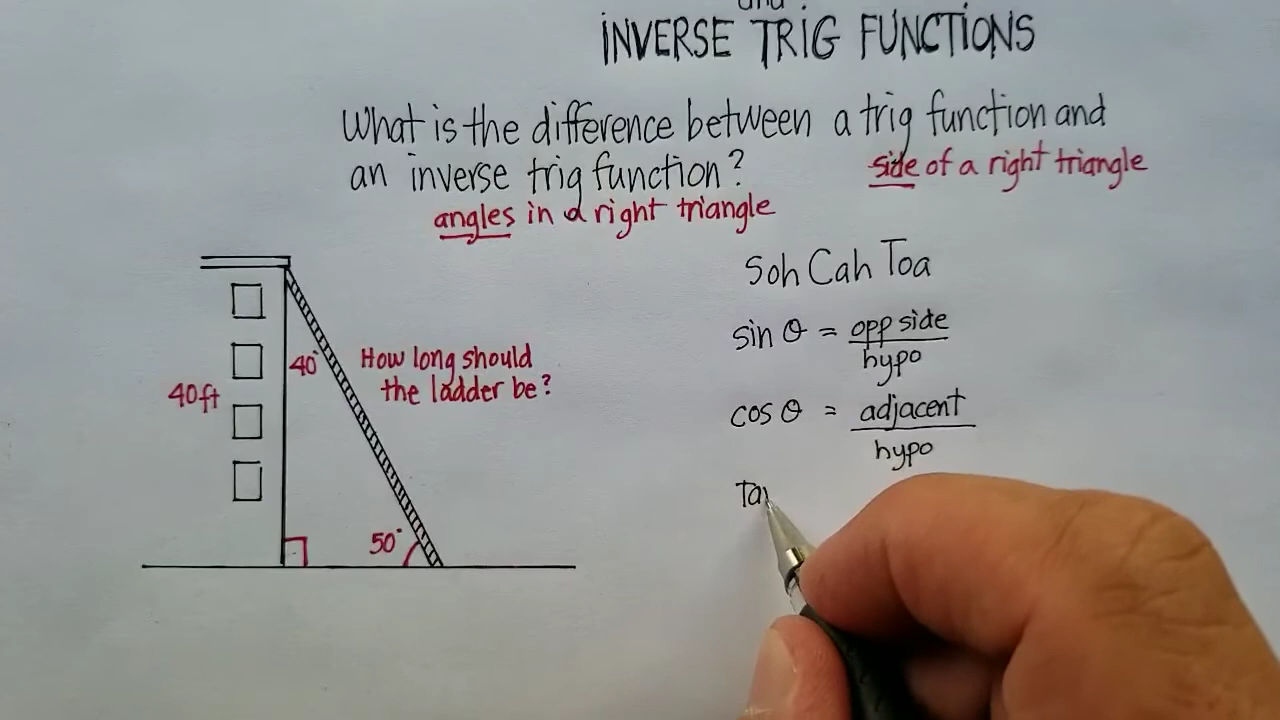 and
INVERSE TRIG FUNCTIONS
What is the difference between a trig function and
side of a right triangle
an inverse trig function?
angles in a right triangle
Soh Cah Toa
sin θ = opp side
hypo
40°
How long should
the ladder be?
40ft
cos θ = adjacent
hypo
Tan
50°